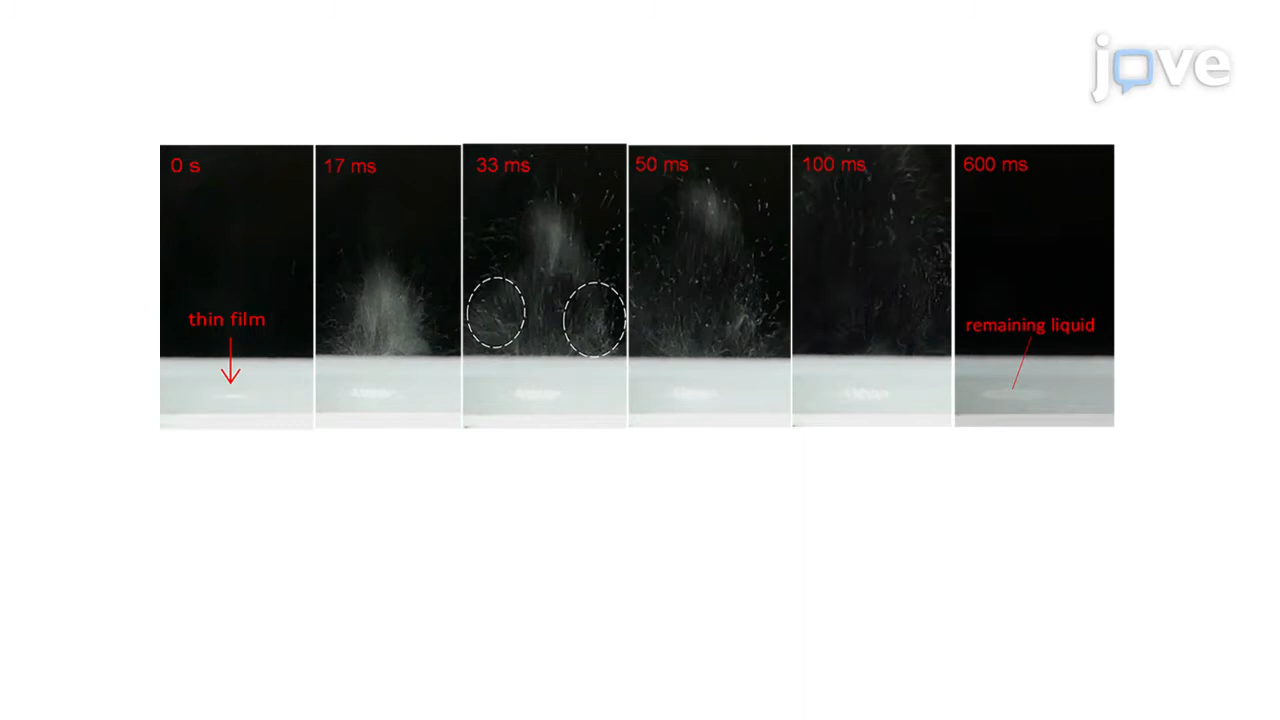 jove
0 s
17 ms
33 ms
50 ms
100 ms
600 ms
thin film
remaining liquid